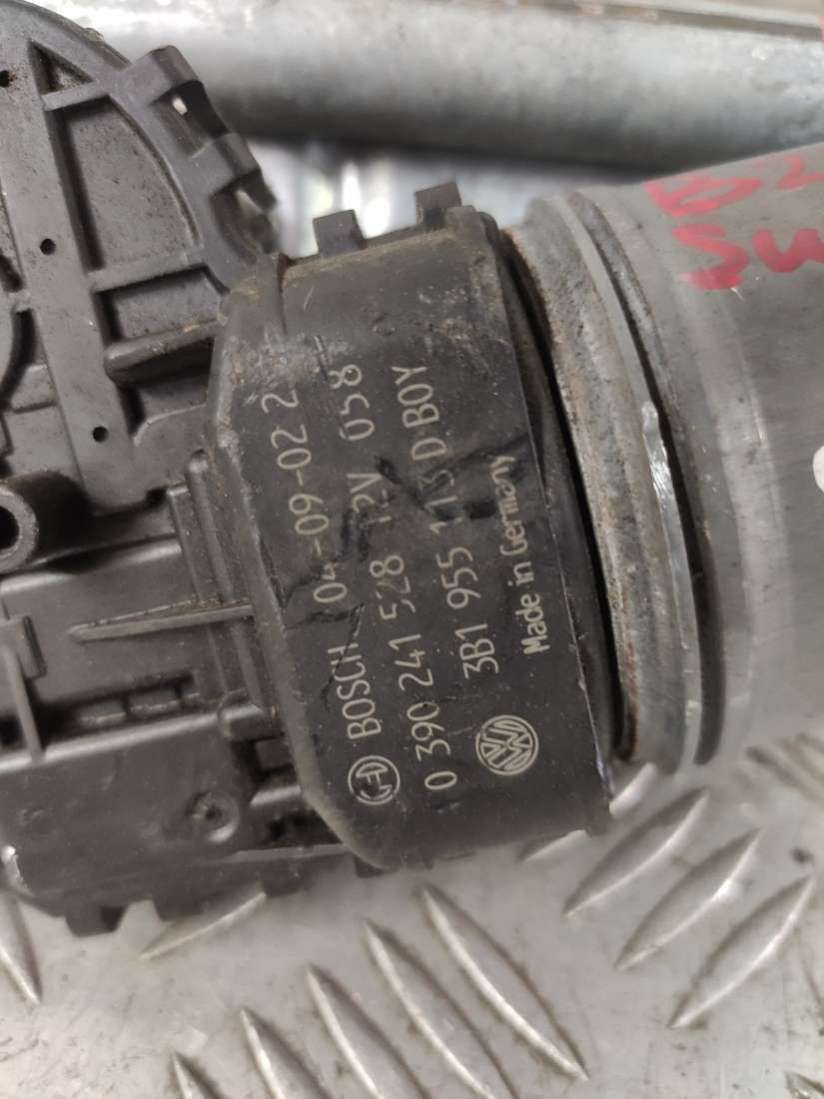 BOSCH 04-09-02 2
0 390 241 528 12V 058
3B1 955 113 D BOY
Made in Germany